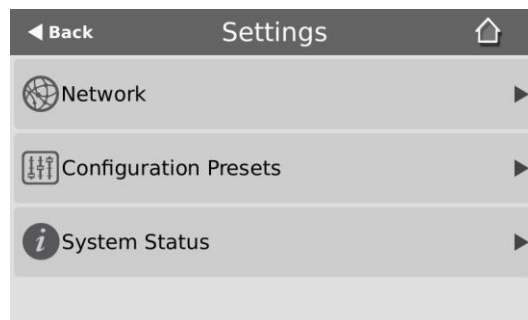 Back
Settings
Network
Configuration Presets
System Status